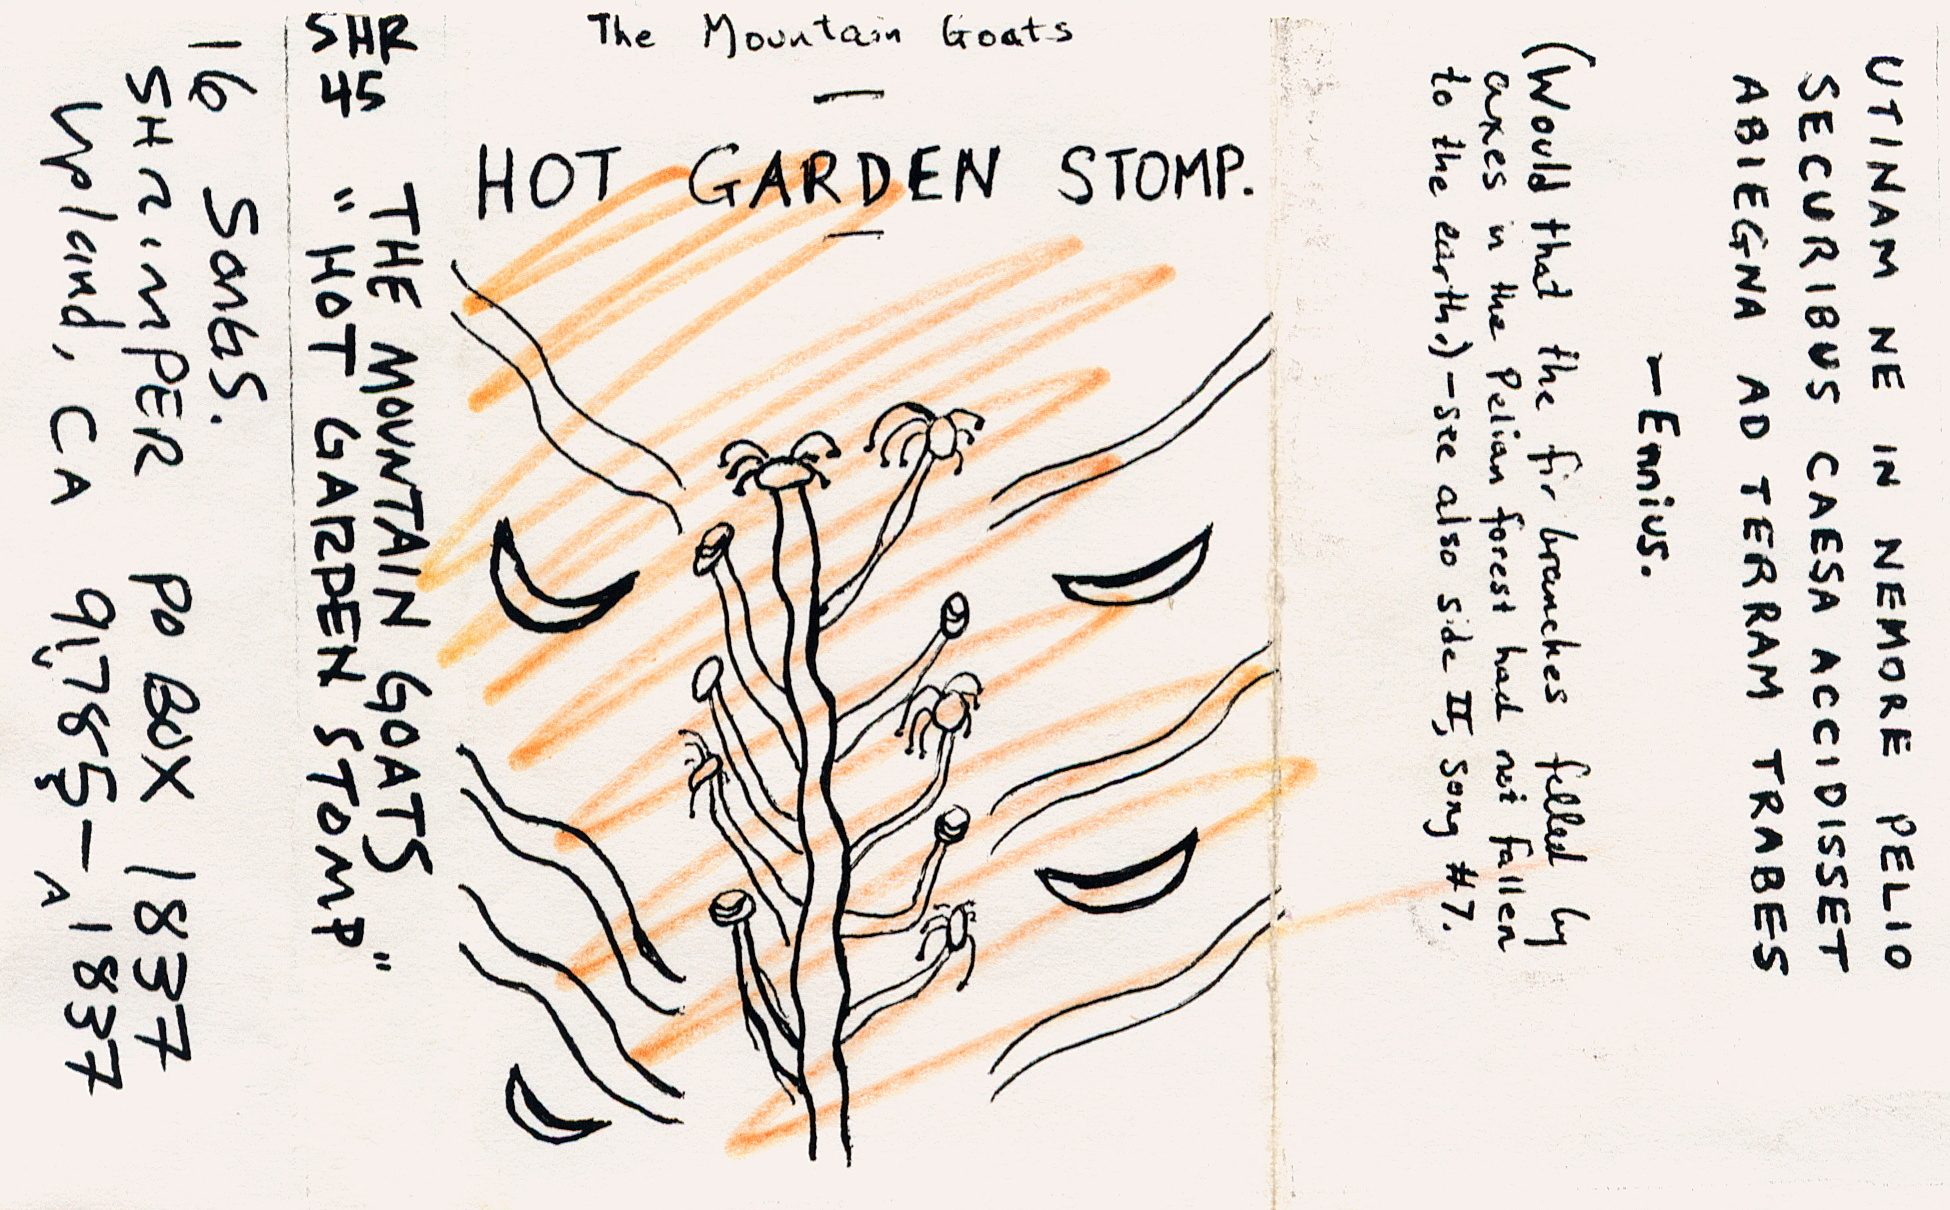 16 SONGS.
SHRIMPER PO BOX 1837
Upland, CA 91785-1837
SHR
45
THE MOUNTAIN GOATS
"HOT GARDEN STOMP"
The Mountain Goats
—
HOT GARDEN STOMP.
—
UTINAM NE IN NEMORE PELIO
SECURIBUS CAESA ACCIDISSET
ABIEGNA AD TERRAM TRABES
—Ennius.
(Would that the fir branches felled by
axes in the Pelian forest had not fallen
to the earth.)—see also side II, song #7.